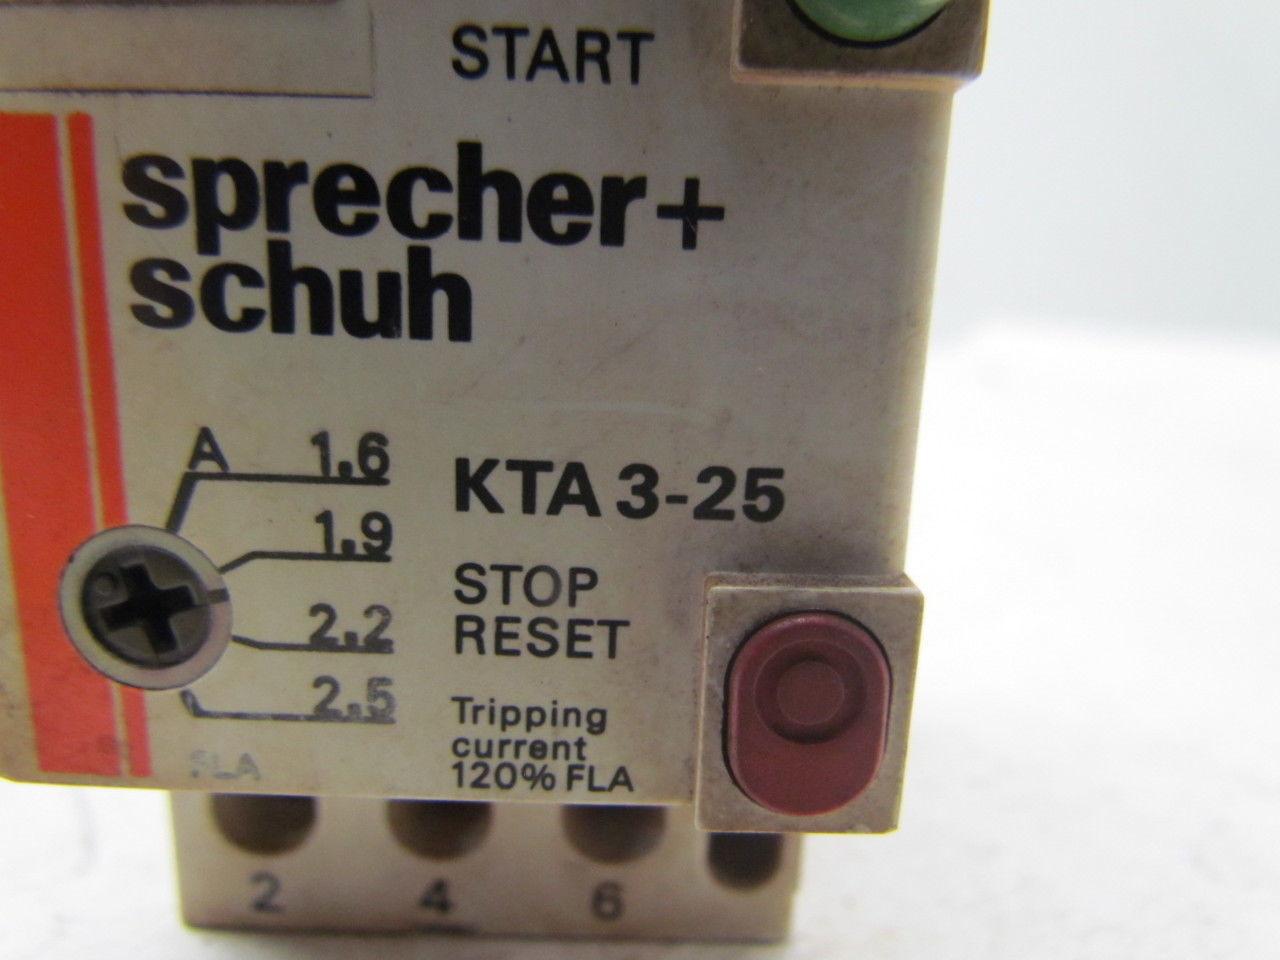 START
sprecher+
schuh
A 1.6
1.9
2.2
2.5
FLA
KTA 3-25
STOP
RESET
Tripping
current
120% FLA
2 4 6